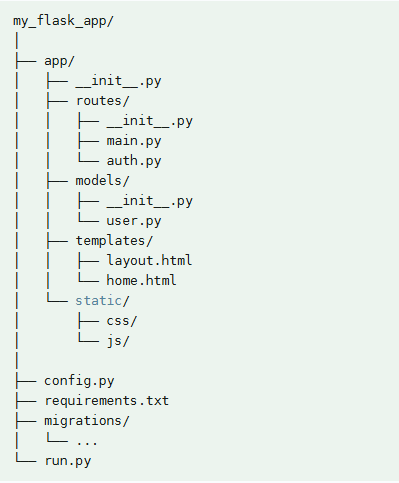 my_flask_app/
│
├── app/
│   ├── __init__.py
│   ├── routes/
│   │   ├── __init__.py
│   │   ├── main.py
│   │   └── auth.py
│   ├── models/
│   │   ├── __init__.py
│   │   └── user.py
│   ├── templates/
│   │   ├── layout.html
│   │   └── home.html
│   └── static/
│       ├── css/
│       └── js/
│
├── config.py
├── requirements.txt
├── migrations/
│   └── ...
└── run.py